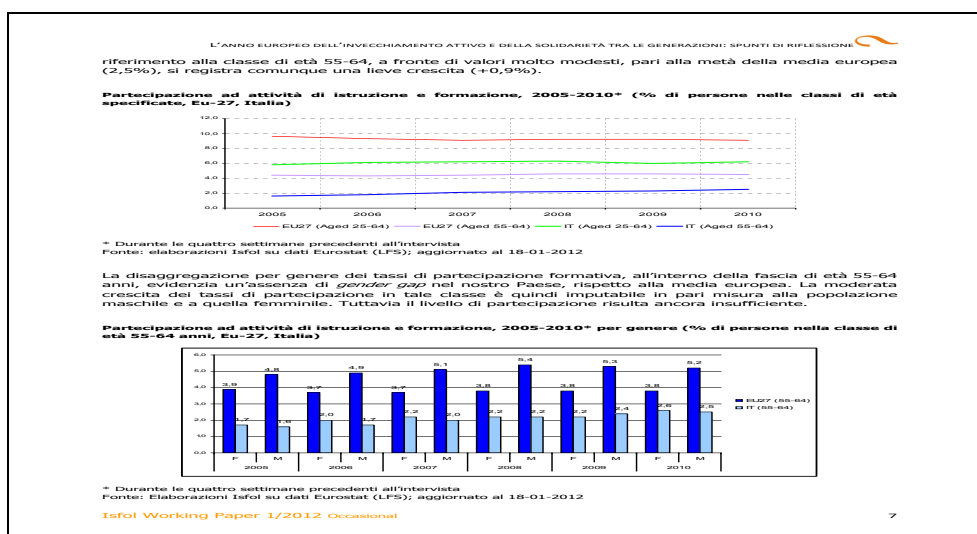 L'ANNO EUROPEO DELL'INVECCHIAMENTO ATTIVO E DELLA SOLIDARIETÀ TRA LE GENERAZIONI: SPUNTI DI RIFLESSIONE
riferimento alla classe di età 55-64, a fronte di valori molto modesti, pari alla metà della media europea
(2,5%), si registra comunque una lieve crescita (+0,9%).
Partecipazione ad attività di istruzione e formazione, 2005-2010* (% di persone nelle classi di età
specificate, Eu-27, Italia)
12,0
10,0
8,0
6,0
4,0
2,0
0,0
2005 2006 2007 2008 2009 2010
EU27 (Aged 25-64) EU27 (Aged 55-64) IT (Aged 25-64) IT (Aged 55-64)
* Durante le quattro settimane precedenti all'intervista
Fonte: elaborazioni Isfol su dati Eurostat (LFS); aggiornato al 18-01-2012
La disaggregazione per genere dei tassi di partecipazione formativa, all'interno della fascia di età 55-64
anni, evidenzia un'assenza di gender gap nel nostro Paese, rispetto alla media europea. La moderata
crescita dei tassi di partecipazione in tale classe è quindi imputabile in pari misura alla popolazione
maschile e a quella femminile. Tuttavia il livello di partecipazione risulta ancora insufficiente.
Partecipazione ad attività di istruzione e formazione, 2005-2010* per genere (% di persone nella classe di
età 55-64 anni, Eu-27, Italia)
6,0
5,0
4,0
3,0
2,0
1,0
0,0
3,9 4,8 3,7 4,9 3,7 5,1 3,8 5,4 3,8 5,3 3,8 5,2
1,7 1,6 2,0 1,7 2,2 2,0 2,2 2,2 2,2 2,4 2,6 2,5
F M F M F M F M F M F M
2005 2006 2007 2008 2009 2010
EU27 (55-64)
IT (55-64)
* Durante le quattro settimane precedenti all'intervista
Fonte: Elaborazioni Isfol su dati Eurostat (LFS); aggiornato al 18-01-2012
Isfol Working Paper 1/2012 Occasional 7